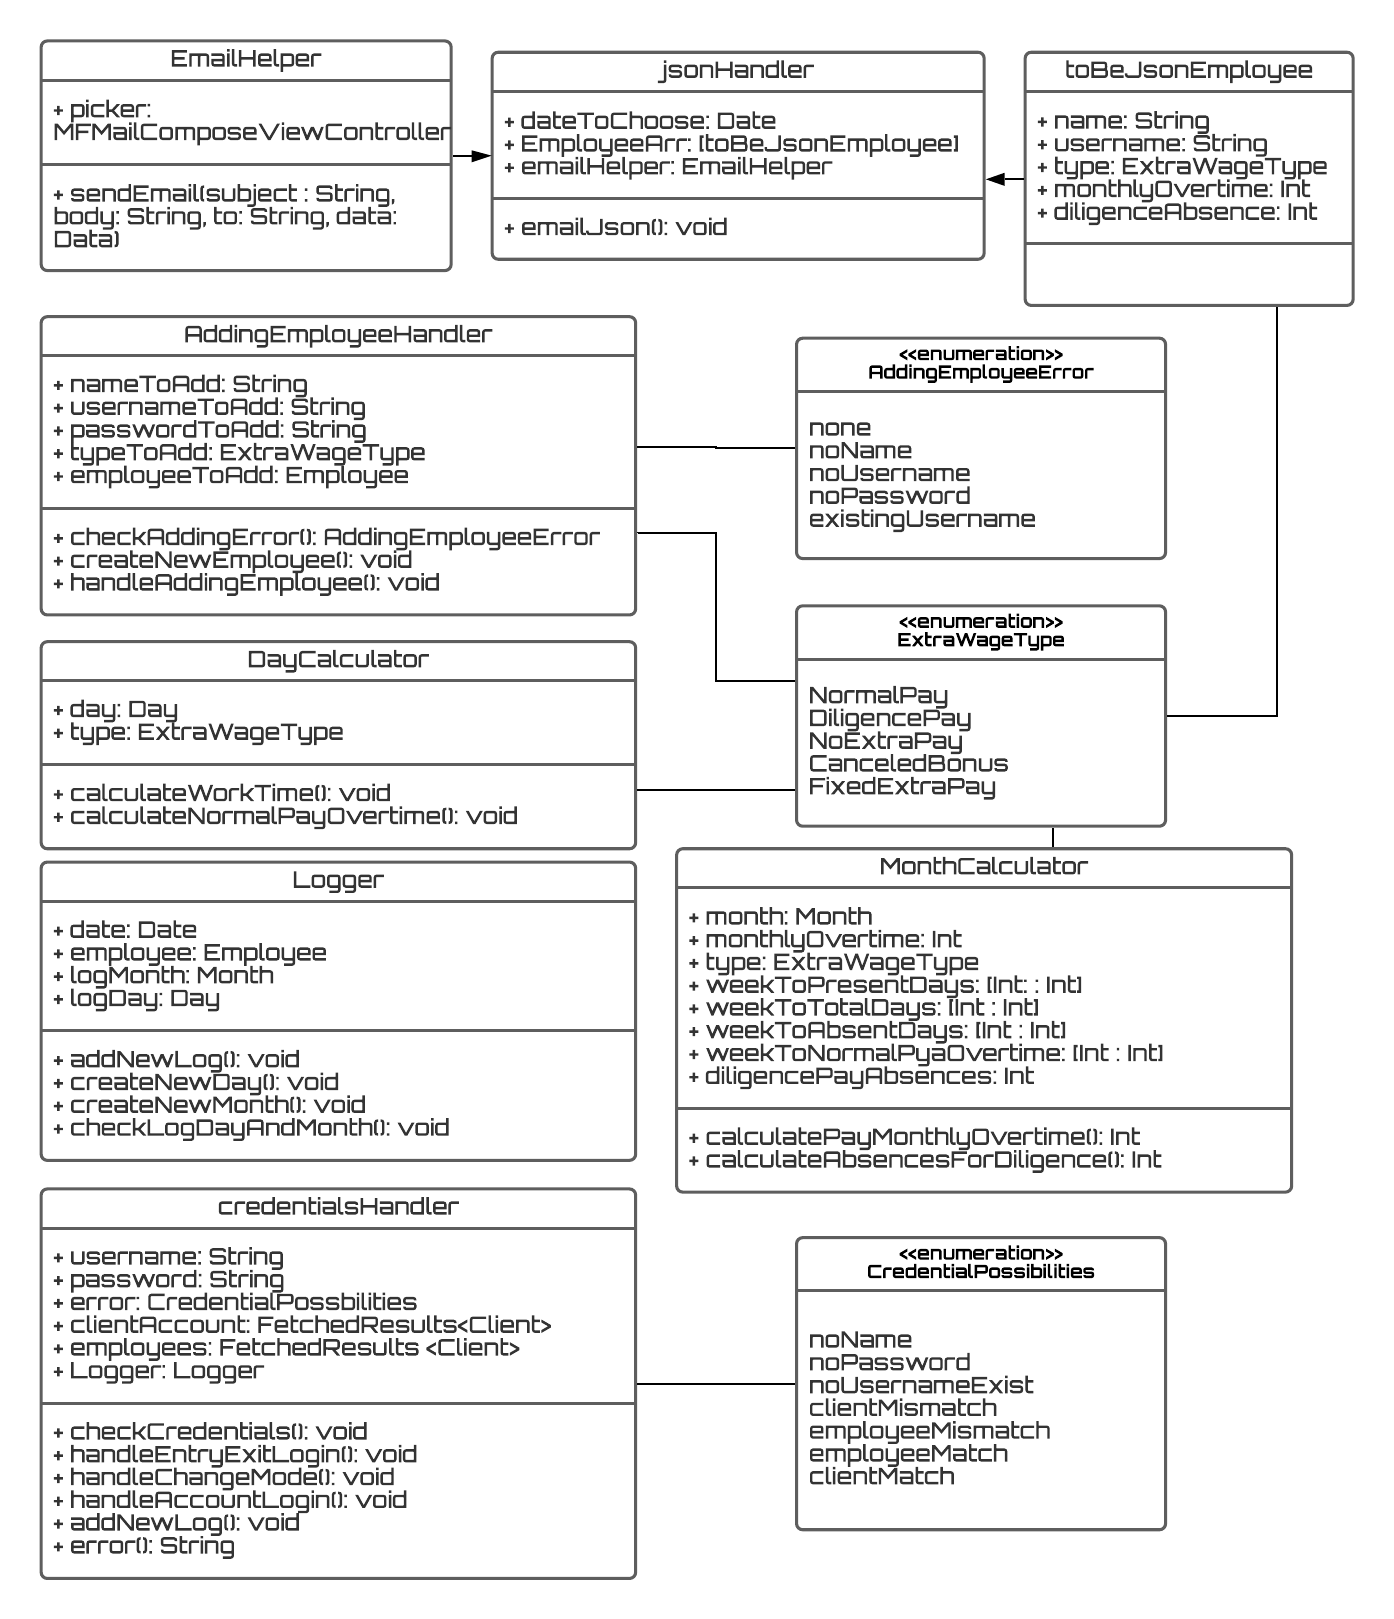 EmailHelper
+ picker:
MFMailComposeViewController
+ sendEmail(subject : String,
body: String, to: String, data:
Data)
jsonHandler
+ dateToChoose: Date
+ EmployeeArr: [toBeJsonEmployee]
+ emailHelper: EmailHelper
+ emailJson(): void
toBeJsonEmployee
+ name: String
+ username: String
+ type: ExtraWageType
+ monthlyOvertime: Int
+ diligenceAbsence: Int
AddingEmployeeHandler
+ nameToAdd: String
+ usernameToAdd: String
+ passwordToAdd: String
+ typeToAdd: ExtraWageType
+ employeeToAdd: Employee
+ checkAddingError(): AddingEmployeeError
+ createNewEmployee(): void
+ handleAddingEmployee(): void
<<enumeration>>
AddingEmployeeError
none
noName
noUsername
noPassword
existingUsername
DayCalculator
+ day: Day
+ type: ExtraWageType
+ calculateWorkTime(): void
+ calculateNormalPayOvertime(): void
<<enumeration>>
ExtraWageType
NormalPay
DiligencePay
NoExtraPay
CanceledBonus
FixedExtraPay
Logger
+ date: Date
+ employee: Employee
+ logMonth: Month
+ logDay: Day
+ addNewLog(): void
+ createNewDay(): void
+ createNewMonth(): void
+ checkLogDayAndMonth(): void
MonthCalculator
+ month: Month
+ monthlyOvertime: Int
+ type: ExtraWageType
+ weekToPresentDays: [Int: : Int]
+ weekToTotalDays: [Int : Int]
+ weekToAbsentDays: [Int : Int]
+ weekToNormalPyaOvertime: [Int : Int]
+ diligencePayAbsences: Int
+ calculatePayMonthlyOvertime(): Int
+ calculateAbsencesForDiligence(): Int
credentialsHandler
+ username: String
+ password: String
+ error: CredentialPossbilities
+ clientAccount: FetchedResults<Client>
+ employees: FetchedResults <Client>
+ Logger: Logger
+ checkCredentials(): void
+ handleEntryExitLogin(): void
+ handleChangeMode(): void
+ handleAccountLogin(): void
+ addNewLog(): void
+ error(): String
<<enumeration>>
CredentialPossibilities
noName
noPassword
noUsernameExist
clientMismatch
employeeMismatch
employeeMatch
clientMatch